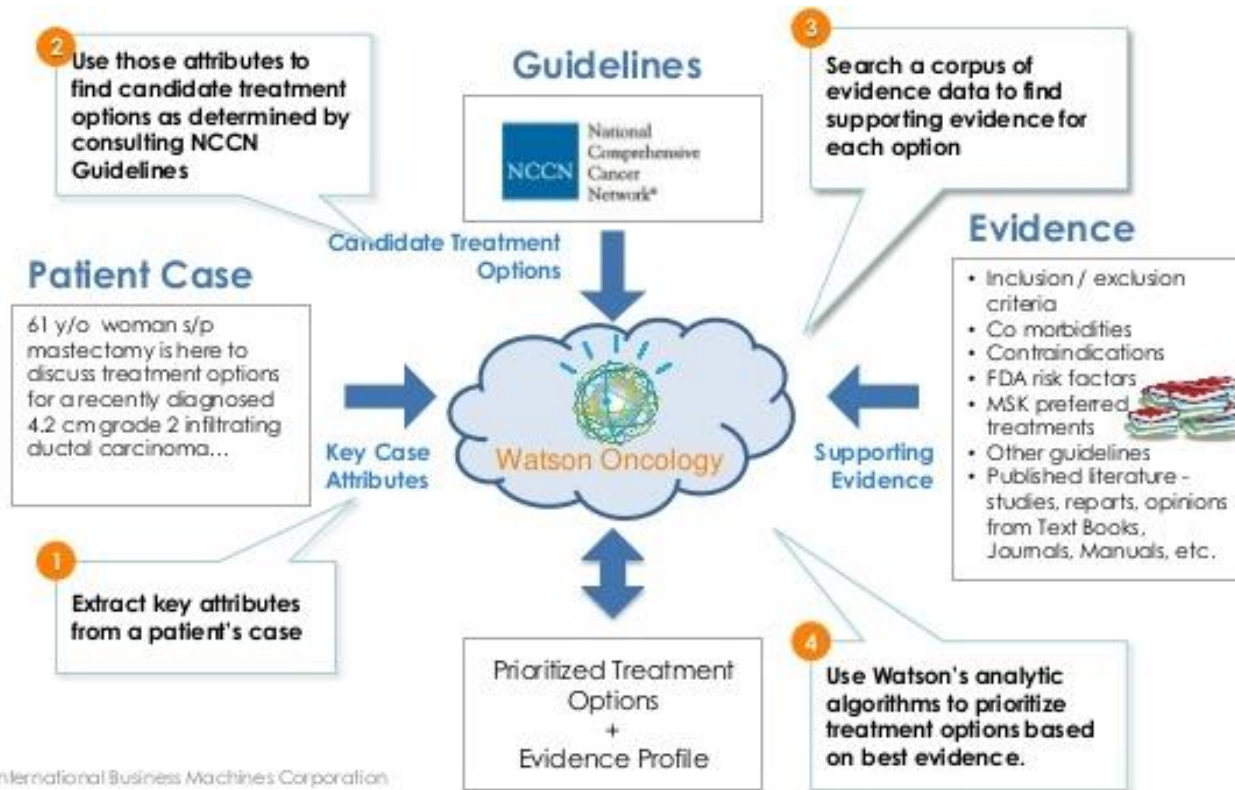 2
Use those attributes to
find candidate treatment
options as determined by
consulting NCCN
Guidelines
Guidelines
NCCN
National
Comprehensive
Cancer
Network®
3
Search a corpus of
evidence data to find
supporting evidence for
each option
Candidate Treatment
Options
Patient Case
61 y/o woman s/p
mastectomy is here to
discuss treatment options
for a recently diagnosed
4.2 cm grade 2 infiltrating
ductal carcinoma...
Key Case
Attributes
Watson Oncology
Supporting
Evidence
Evidence
• Inclusion / exclusion
criteria
• Co morbidities
• Contraindications
• FDA risk factors
• MSK preferred
treatments
• Other guidelines
• Published literature -
studies, reports, opinions
from Text Books,
Journals, Manuals, etc.
1
Extract key attributes
from a patient's case
Prioritized Treatment
Options
+
Evidence Profile
4
Use Watson's analytic
algorithms to prioritize
treatment options based
on best evidence.
nternational Business Machines Corporation